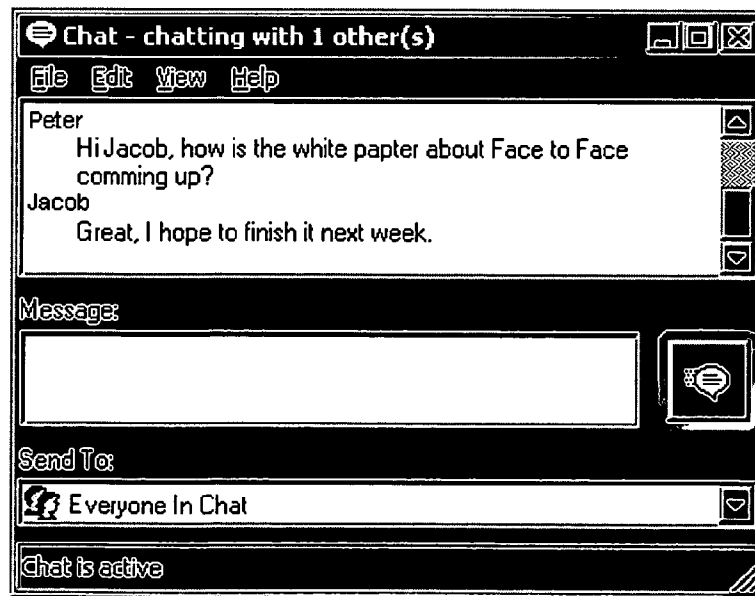 Chat - chatting with 1 other(s)
File Edit View Help
Peter
Hi Jacob, how is the white papter about Face to Face
comming up?
Jacob
Great, I hope to finish it next week.
Message:
Send To:
Everyone In Chat
Chat is active